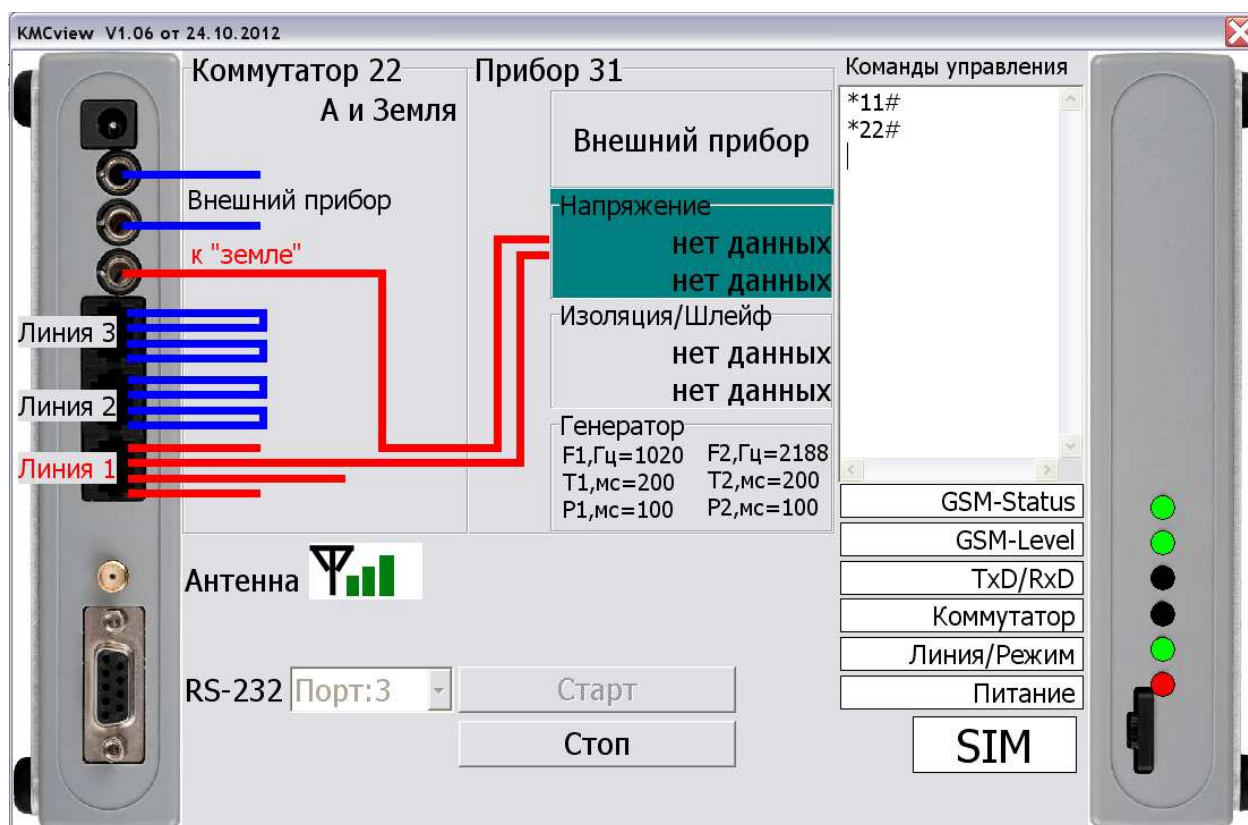 KMCview V1.06 от 24.10.2012
Коммутатор 22
А и Земля
Внешний прибор
к "земле"
Линия 3
Линия 2
Линия 1
Прибор 31
Внешний прибор
Напряжение
нет данных
нет данных
Изоляция/Шлейф
нет данных
нет данных
Генератор
F1,Гц=1020 F2,Гц=2188
T1,мс=200 T2,мс=200
P1,мс=100 P2,мс=100
Команды управления
*11#
*22#
GSM-Status
GSM-Level
TxD/RxD
Коммутатор
Линия/Режим
Питание
SIM
Антенна
RS-232 Порт:3 Старт
Стоп